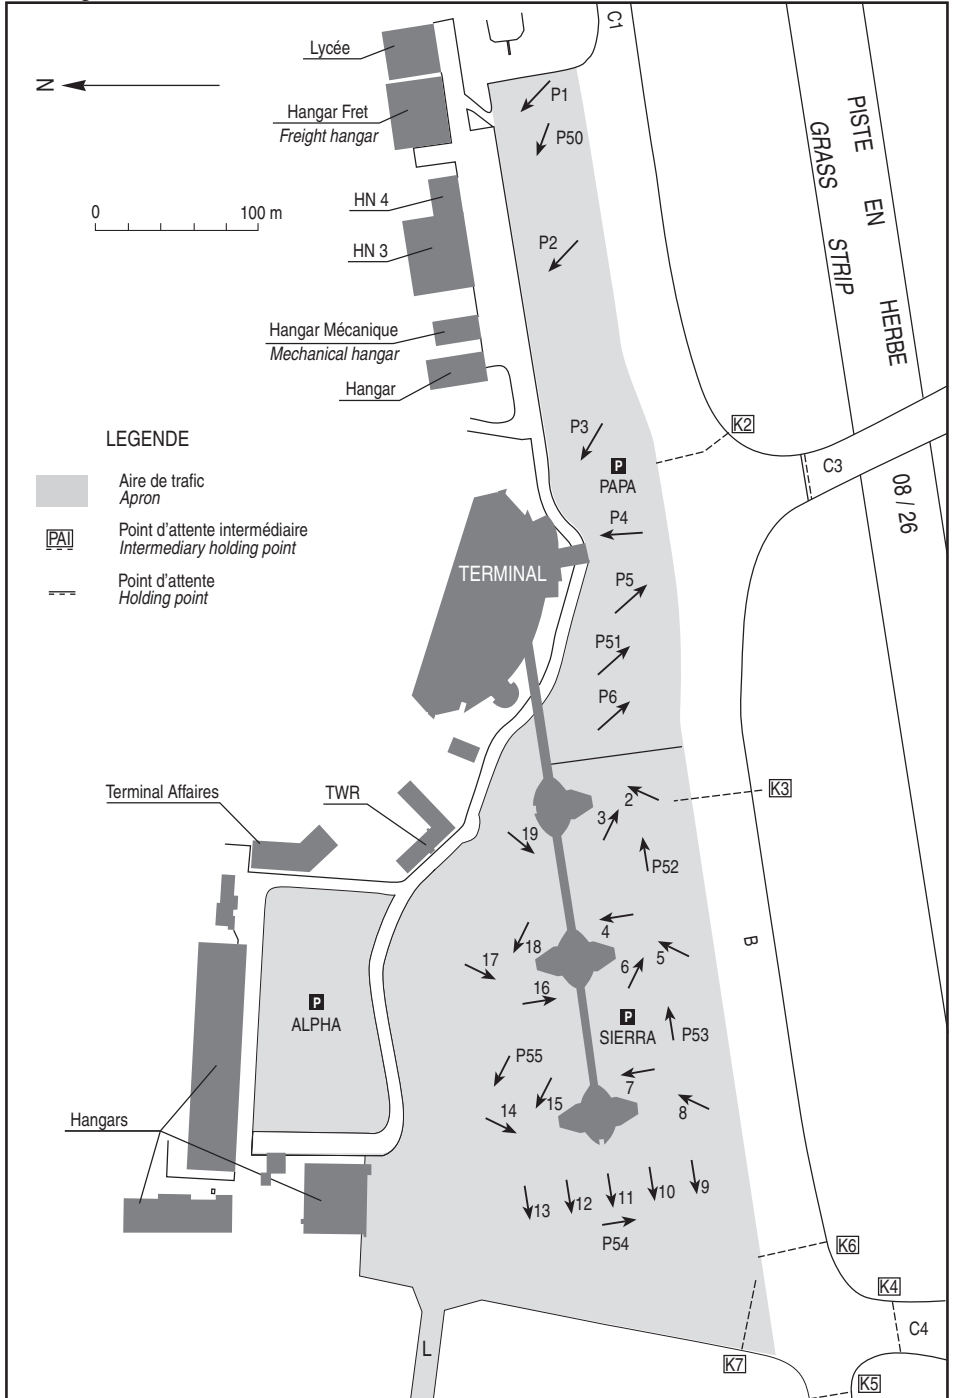 C1
Lycée
N
P1
Hangar Fret
Freight hangar
P50
PISTE
EN
HERBE
GRASS
STRIP
HN 4
0 100 m
P2
HN 3
Hangar Mécanique
Mechanical hangar
Hangar
K2
P3
LEGENDE
P
PAPA
C3
Aire de trafic
Apron
08 / 26
P4
PAI
Point d'attente intermédiaire
Intermediary holding point
TERMINAL
P5
Point d'attente
Holding point
P51
P6
Terminal Affaires
TWR
K3
2
3
19
P52
4
B
18
17
5
6
16
P
ALPHA
P
SIERRA
P53
P55
7
15
14
8
Hangars
9
10
11
12
13
P54
K6
K4
C4
L
K7
K5